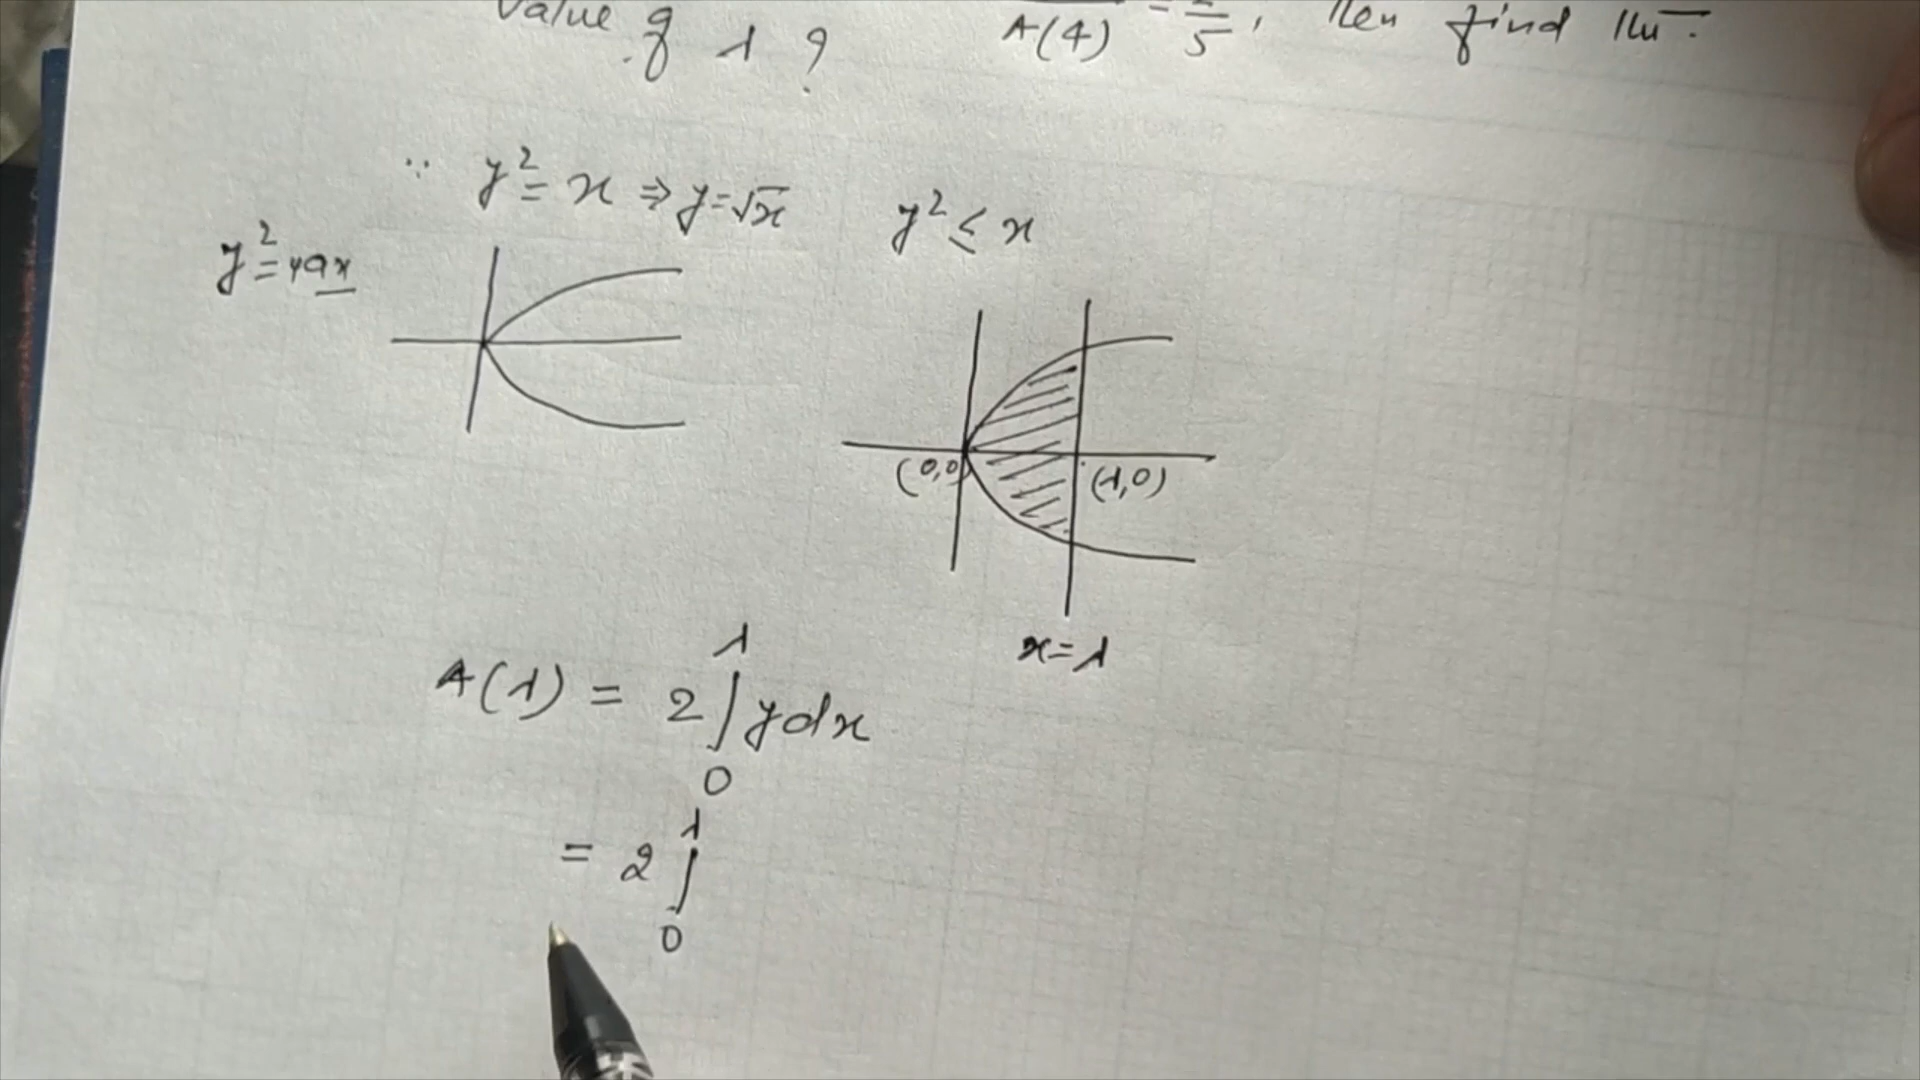 value of λ ? A(4) = 2/5, then find the
∵ y² = x ⇒ y = √x
y² = 4ax
y² ≤ x
(0,0) (λ,0)
x = λ
A(λ) = 2 ∫₀^λ y dx
= 2 ∫₀^λ